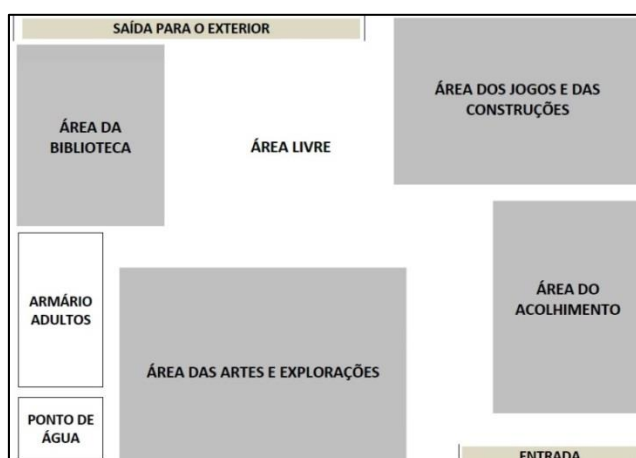 SAÍDA PARA O EXTERIOR
ÁREA DOS JOGOS E DAS
CONSTRUÇÕES
ÁREA DA
BIBLIOTECA
ÁREA LIVRE
ARMÁRIO
ADULTOS
ÁREA DO
ACOLHIMENTO
ÁREA DAS ARTES E EXPLORAÇÕES
PONTO DE
ÁGUA
ENTRADA